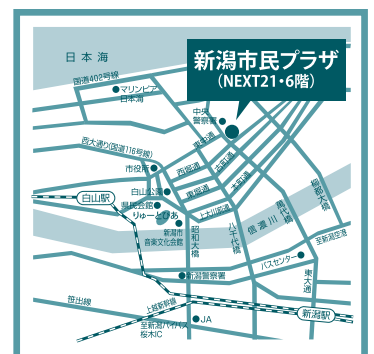 日本海
国道402号線
マリンピア
日本海
新潟市民プラザ
（NEXT21・6階）
中央
警察署
西大通り(国道116号線)
東中通
市役所
西堀通
古町通
白山公園
東堀通
本町通
白山駅
県民会館
りゅーとぴあ
上大川前通
新潟市
音楽文化会館
昭和大橋
八千代橋
信濃川
萬代橋
柳都大橋
至新潟空港
バスセンター
新潟警察署
東大通
笹出線
上越新幹線
新潟駅
至新潟バイパス
桜木IC
JA